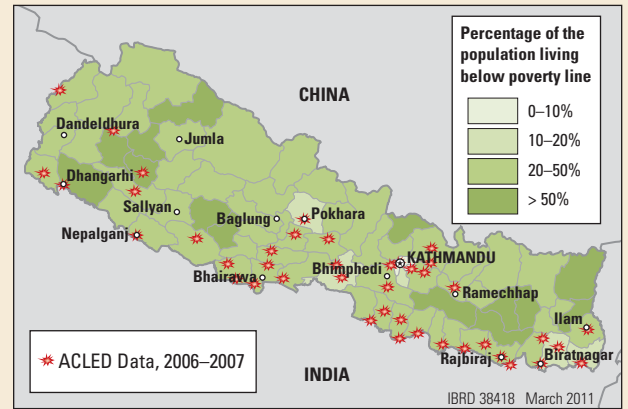 Percentage of the
population living
below poverty line
0–10%
10–20%
20–50%
> 50%
CHINA
Dandeldhura
Jumla
Dhangarhi
Sallyan
Baglung
Pokhara
Nepalganj
KATHMANDU
Bhairawa
Bhimphedi
Ramechhap
Ilam
Rajbiraj
Biratnagar
ACLED Data, 2006–2007
INDIA
IBRD 38418 March 2011